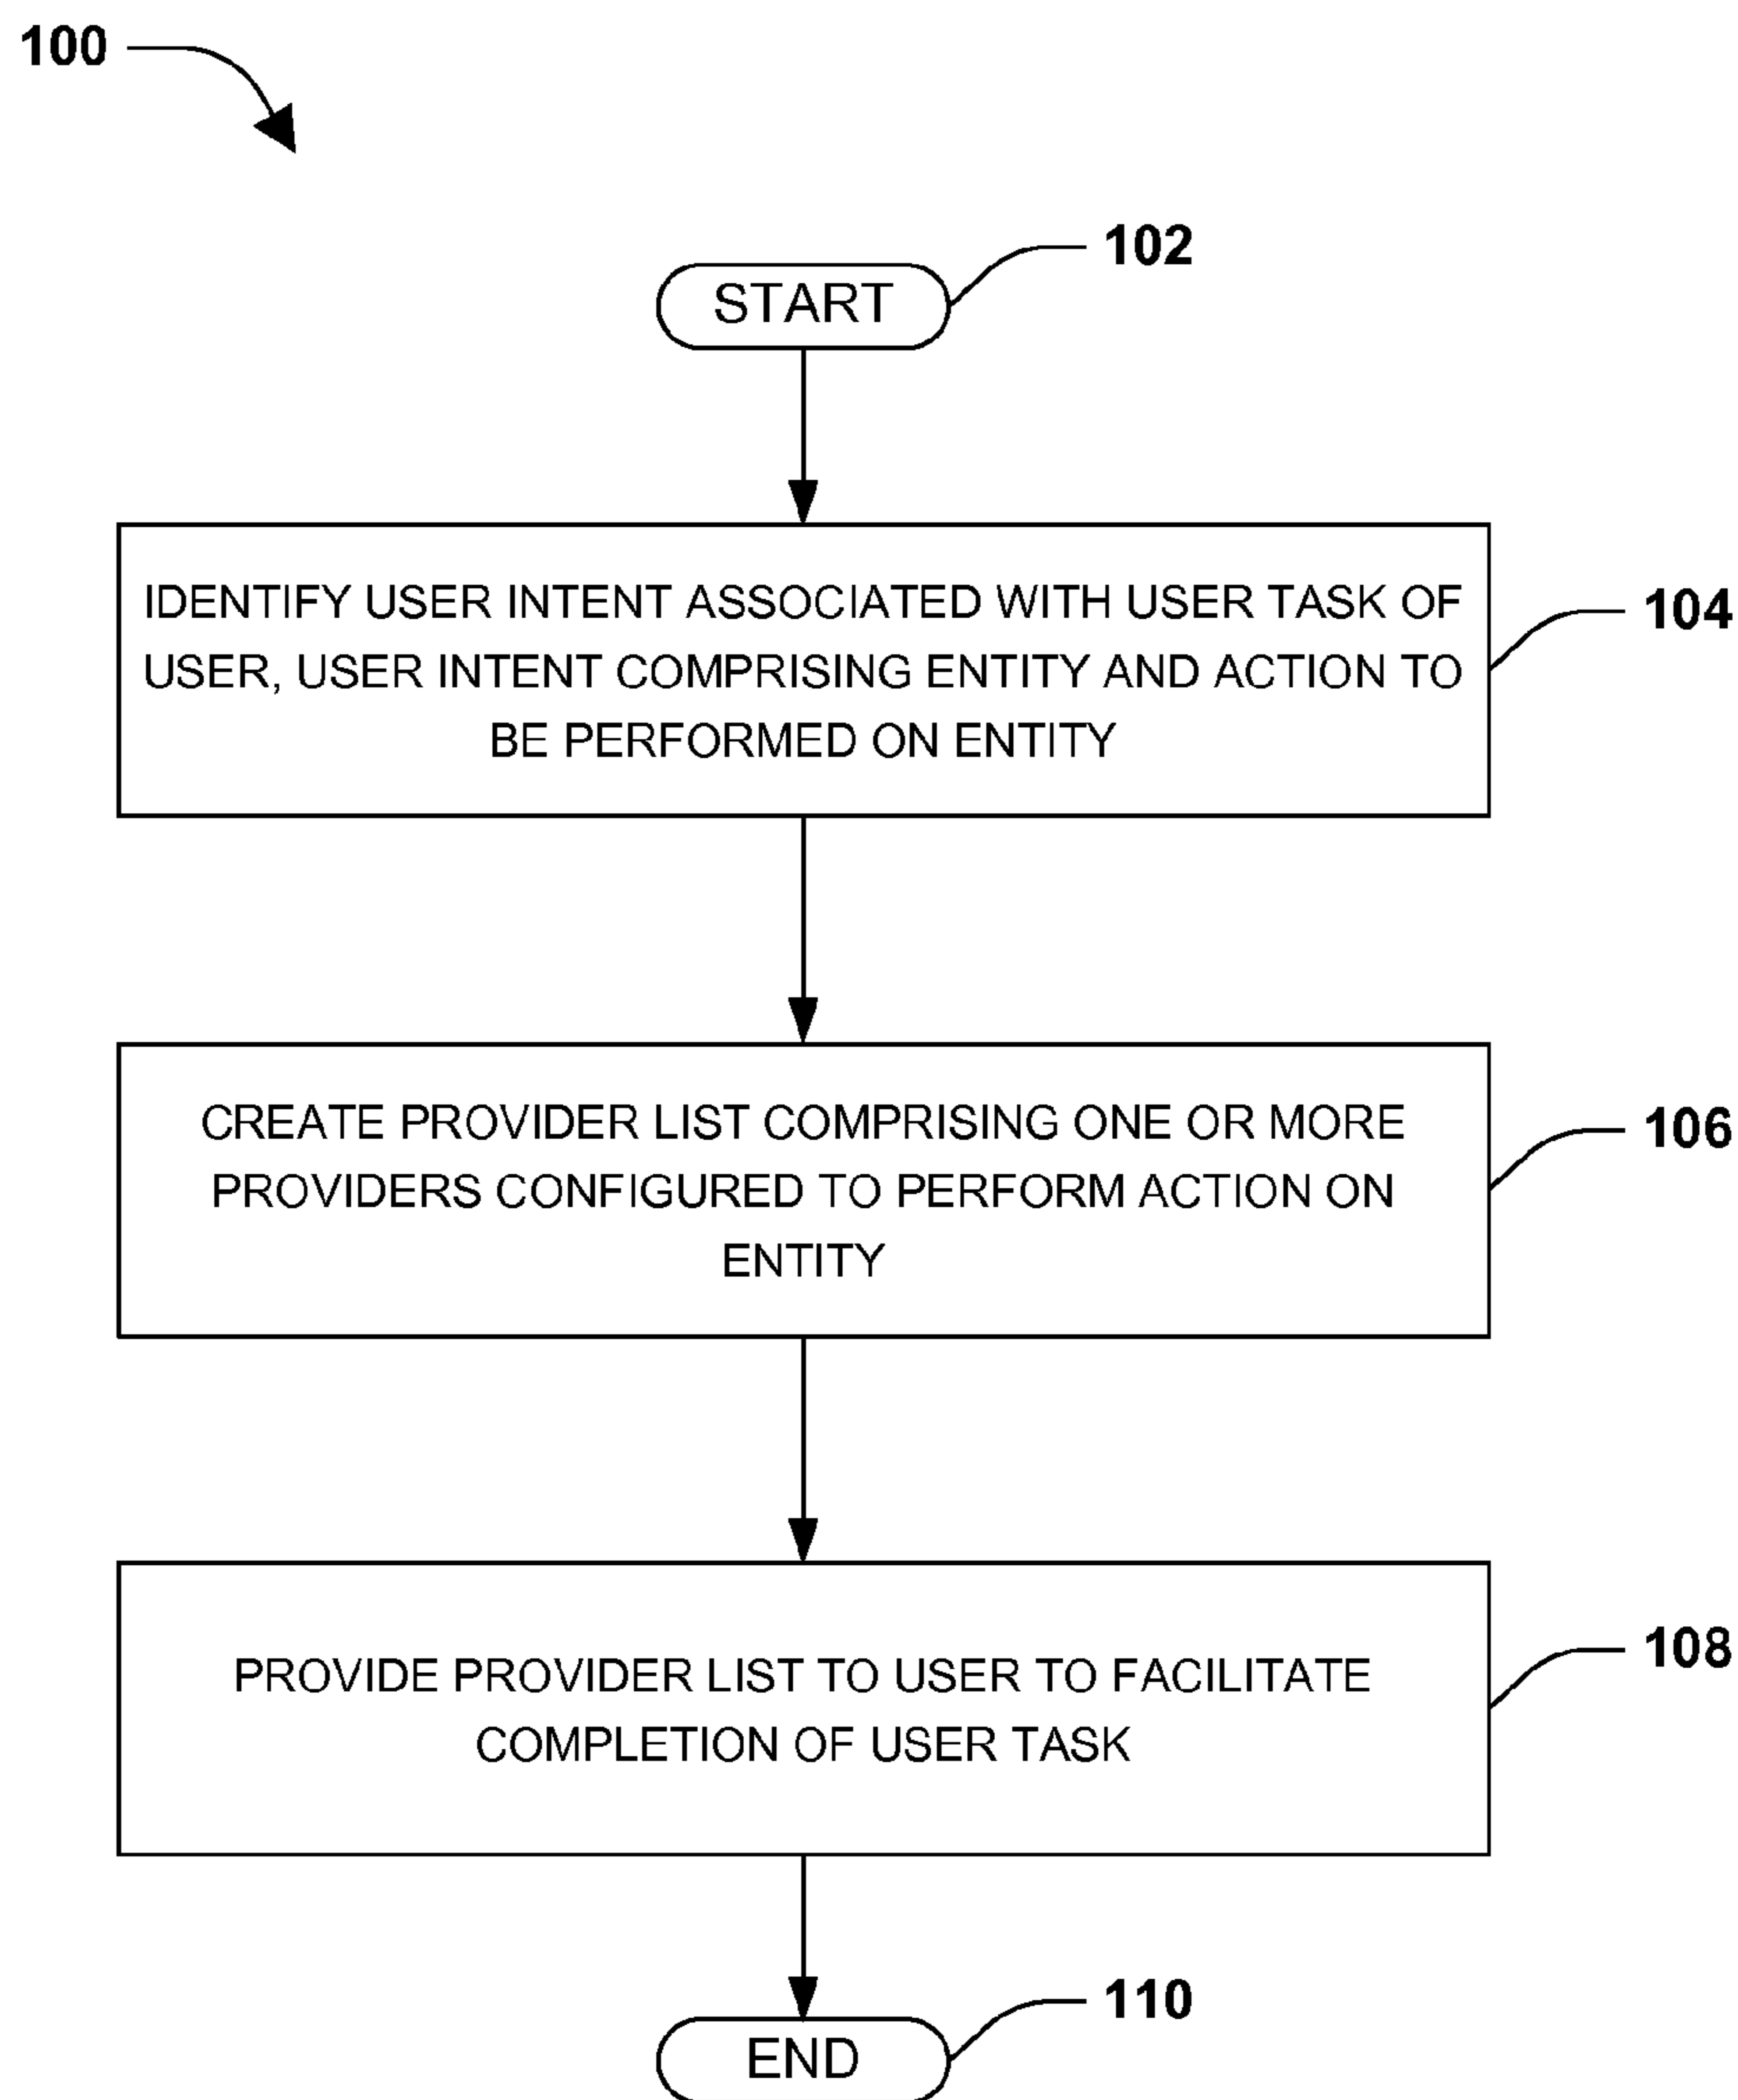 100
102
START
IDENTIFY USER INTENT ASSOCIATED WITH USER TASK OF
USER, USER INTENT COMPRISING ENTITY AND ACTION TO
BE PERFORMED ON ENTITY
104
CREATE PROVIDER LIST COMPRISING ONE OR MORE
PROVIDERS CONFIGURED TO PERFORM ACTION ON
ENTITY
106
PROVIDE PROVIDER LIST TO USER TO FACILITATE
COMPLETION OF USER TASK
108
110
END